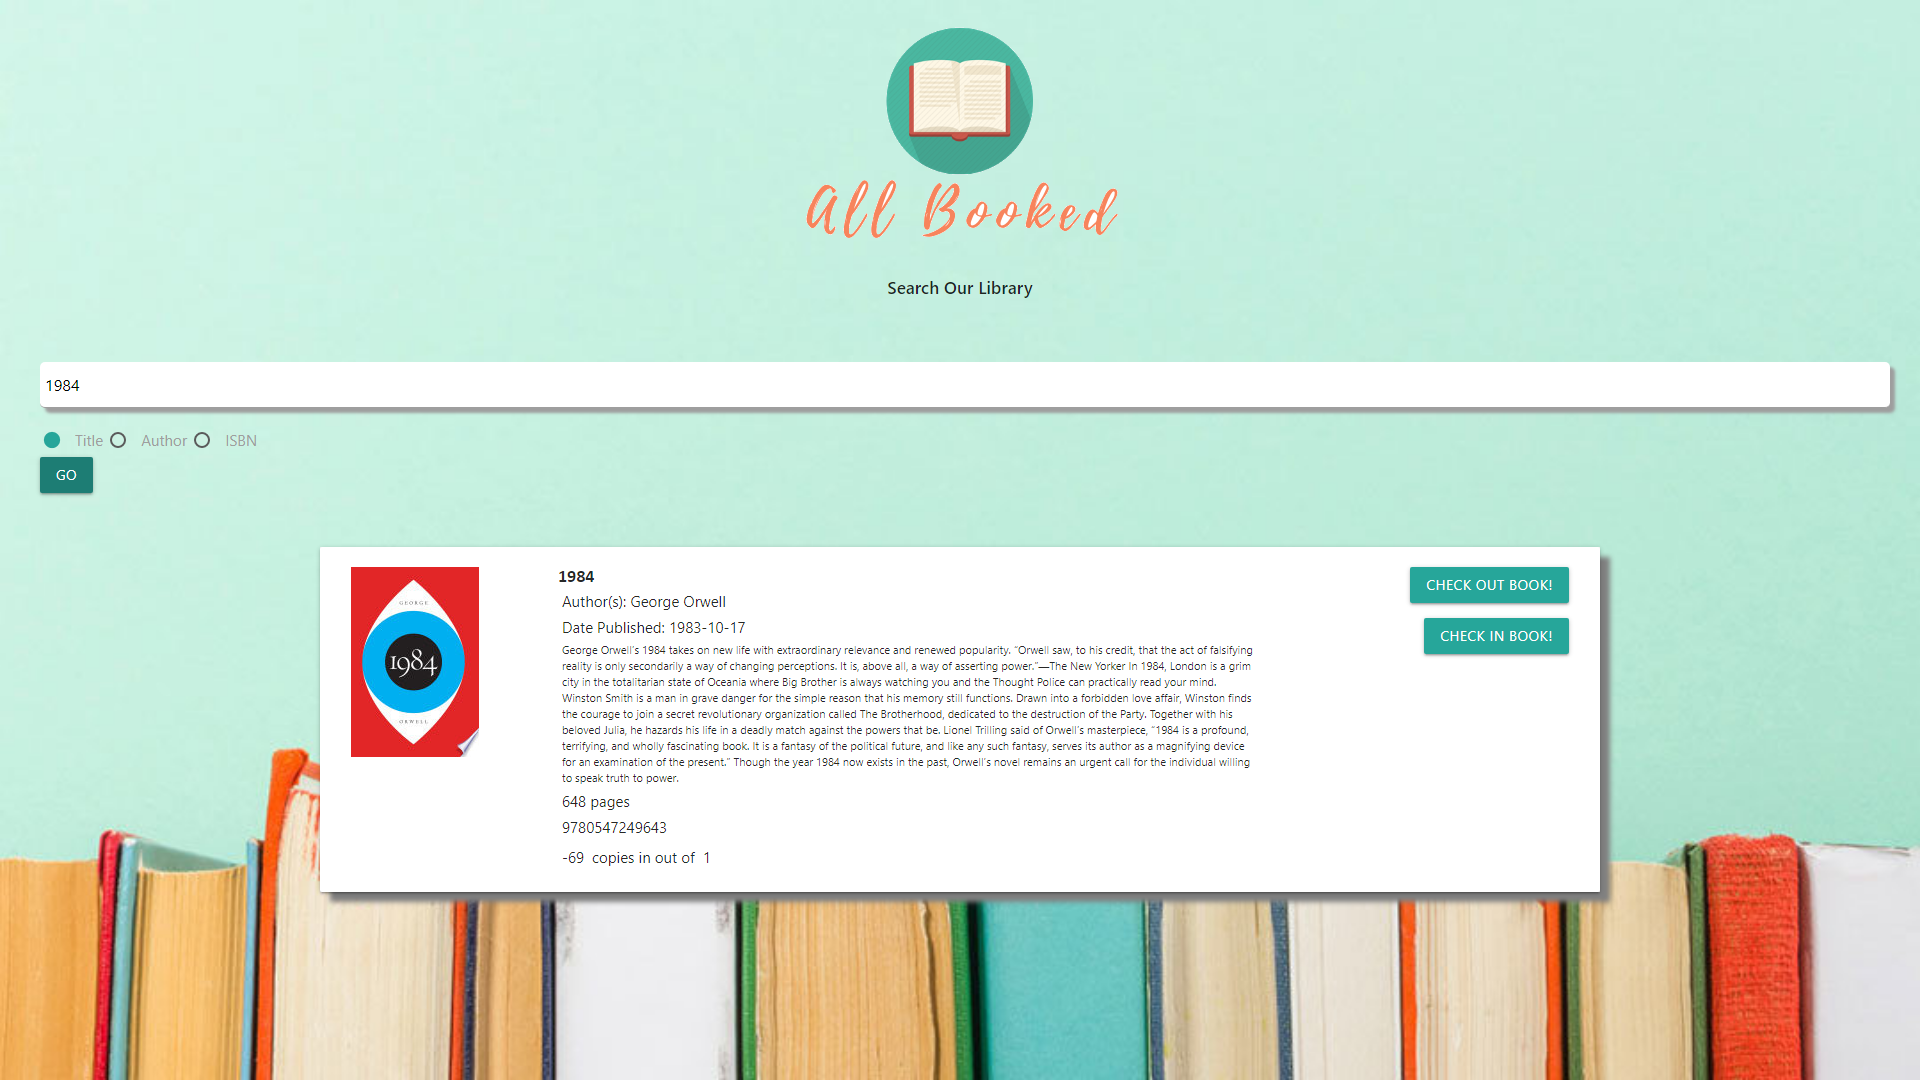 All Booked
Search Our Library
1984
Title Author ISBN
GO
GEORGE
1984
ORWELL
1984
Author(s): George Orwell
Date Published: 1983-10-17
George Orwell's 1984 takes on new life with extraordinary relevance and renewed popularity. “Orwell saw, to his credit, that the act of falsifying
reality is only secondarily a way of changing perceptions. It is, above all, a way of asserting power.”—The New Yorker In 1984, London is a grim
city in the totalitarian state of Oceania where Big Brother is always watching you and the Thought Police can practically read your mind.
Winston Smith is a man in grave danger for the simple reason that his memory still functions. Drawn into a forbidden love affair, Winston finds
the courage to join a secret revolutionary organization called The Brotherhood, dedicated to the destruction of the Party. Together with his
beloved Julia, he hazards his life in a deadly match against the powers that be. Lionel Trilling said of Orwell's masterpiece, “1984 is a profound,
terrifying, and wholly fascinating book. It is a fantasy of the political future, and like any such fantasy, serves its author as a magnifying device
for an examination of the present.” Though the year 1984 now exists in the past, Orwell's novel remains an urgent call for the individual willing
to speak truth to power.
648 pages
9780547249643
-69 copies in out of 1
CHECK OUT BOOK!
CHECK IN BOOK!